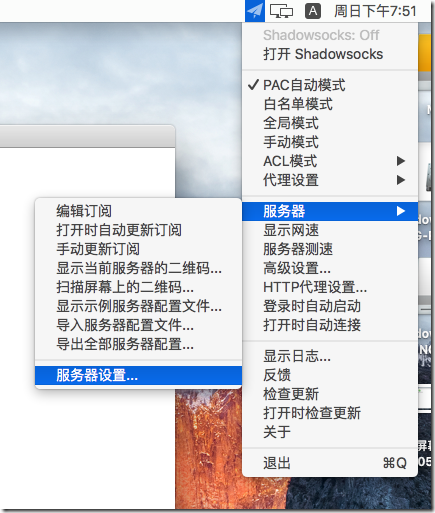 A 周日下午7:51
Shadowsocks: Off
打开 Shadowsocks
✓ PAC自动模式
白名单模式
全局模式
手动模式
ACL模式 ▶
代理设置 ▶
服务器 ▶
显示网速
服务器测速
高级设置...
HTTP代理设置...
登录时自动启动
打开时自动连接
显示日志...
反馈
检查更新
打开时检查更新
关于
退出 ⌘Q
编辑订阅
打开时自动更新订阅
手动更新订阅
显示当前服务器的二维码...
扫描屏幕上的二维码...
显示示例服务器配置文件...
导入服务器配置文件...
导出全部服务器配置...
服务器设置...